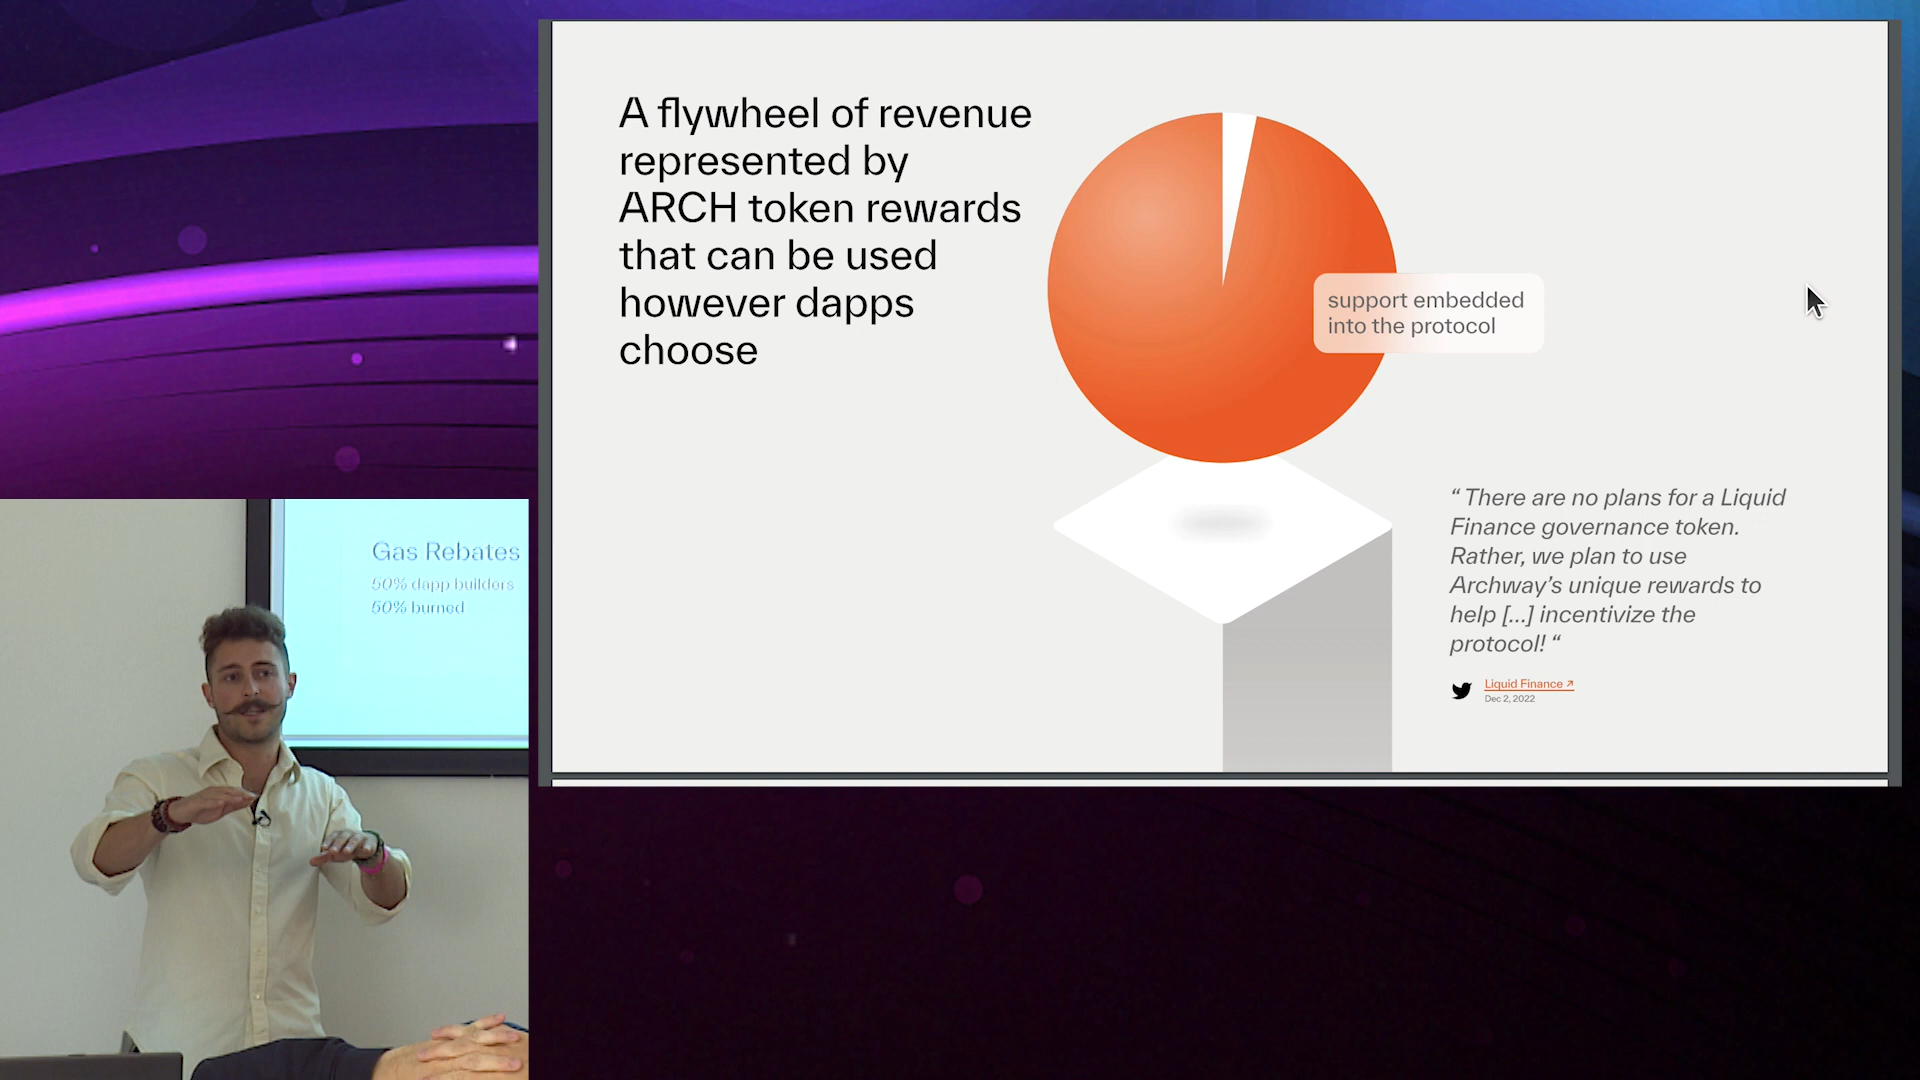 A flywheel of revenue
represented by
ARCH token rewards
that can be used
however dapps
choose
support embedded
into the protocol
“ There are no plans for a Liquid
Finance governance token.
Rather, we plan to use
Archway’s unique rewards to
help [...] incentivize the
protocol! “
Liquid Finance ↗
Dec 2, 2022
Gas Rebates
50% dapp builders
50% burned